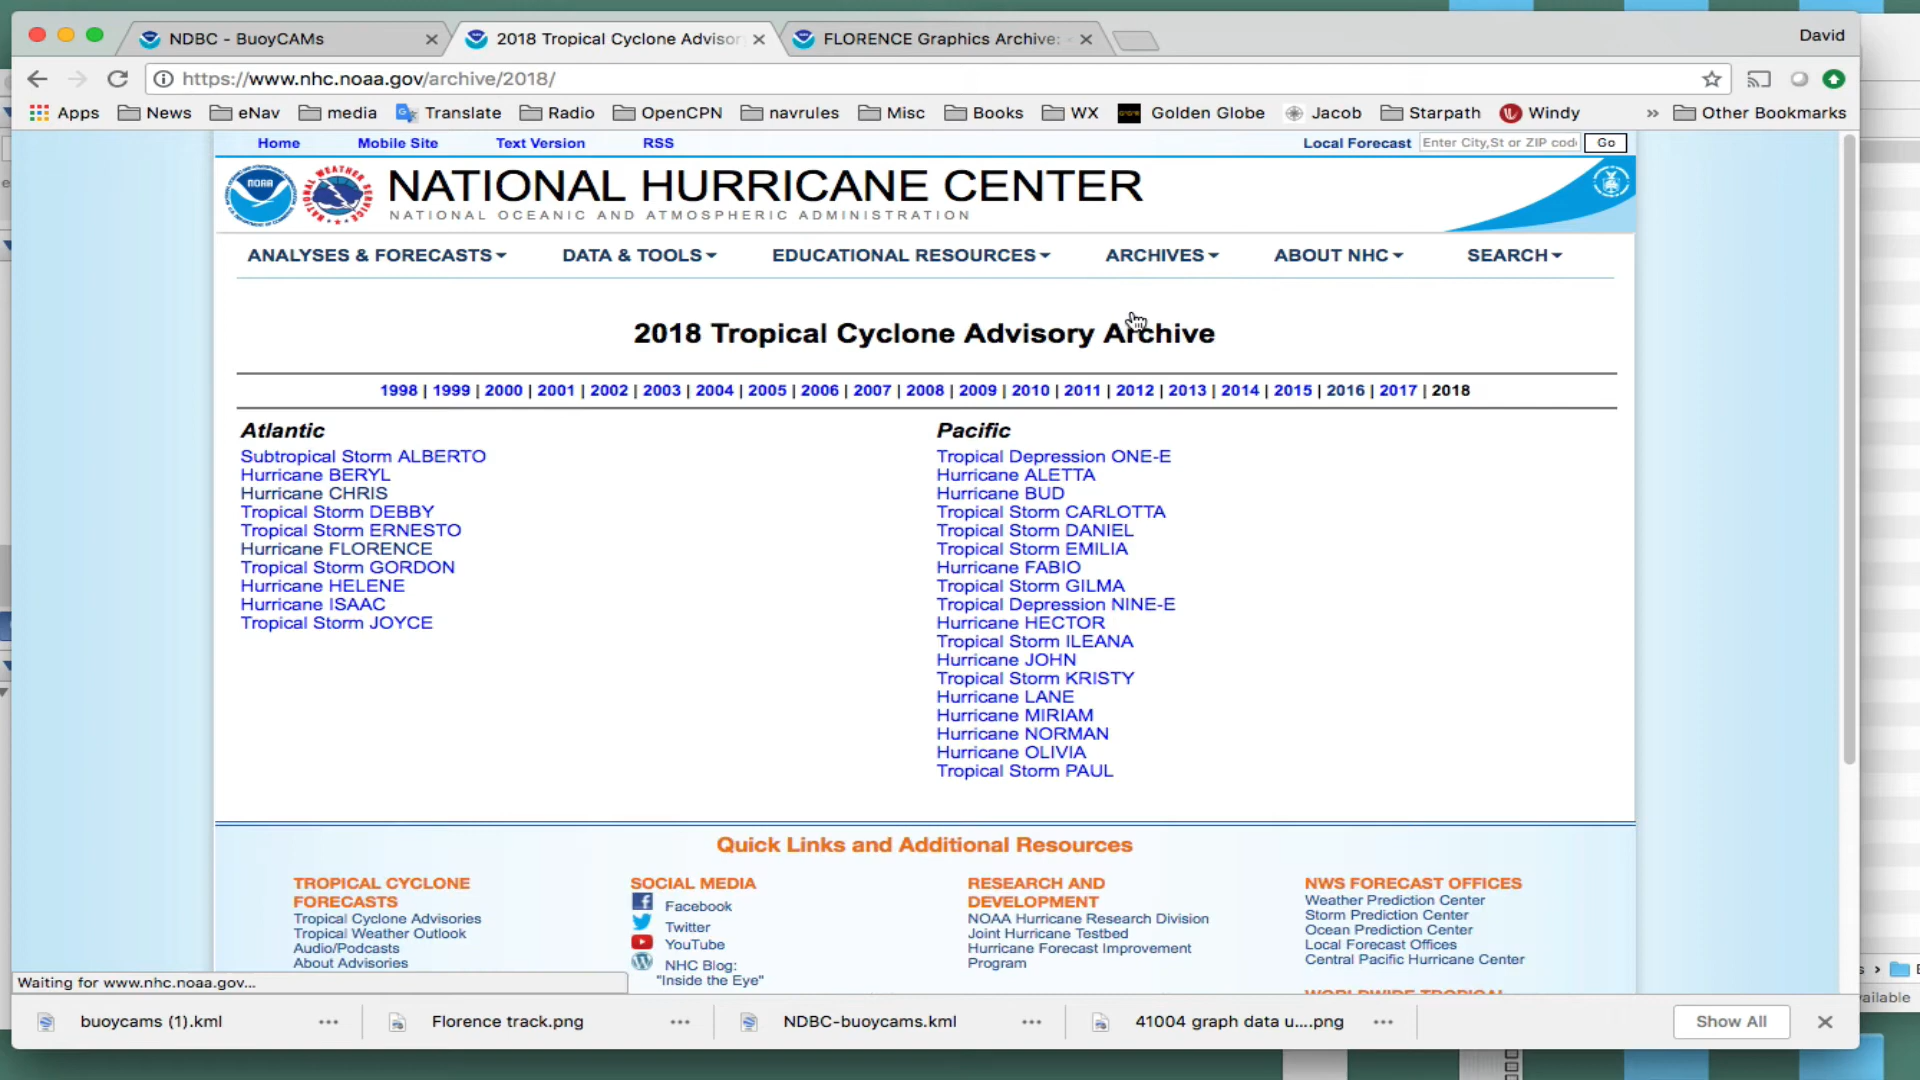 NDBC - BuoyCAMs
2018 Tropical Cyclone Advisor
FLORENCE Graphics Archive:
David
https://www.nhc.noaa.gov/archive/2018/
Apps
News
eNav
media
Translate
Radio
OpenCPN
navrules
Misc
Books
WX
Golden Globe
Jacob
Starpath
Windy
»
Other Bookmarks
Home
Mobile Site
Text Version
RSS
Local Forecast
Enter City,St or ZIP cod
Go
NOAA
NATIONAL HURRICANE CENTER
NATIONAL OCEANIC AND ATMOSPHERIC ADMINISTRATION
ANALYSES & FORECASTS
DATA & TOOLS
EDUCATIONAL RESOURCES
ARCHIVES
ABOUT NHC
SEARCH
2018 Tropical Cyclone Advisory Archive
1998 | 1999 | 2000 | 2001 | 2002 | 2003 | 2004 | 2005 | 2006 | 2007 | 2008 | 2009 | 2010 | 2011 | 2012 | 2013 | 2014 | 2015 | 2016 | 2017 | 2018
Atlantic
Subtropical Storm ALBERTO
Hurricane BERYL
Hurricane CHRIS
Tropical Storm DEBBY
Tropical Storm ERNESTO
Hurricane FLORENCE
Tropical Storm GORDON
Hurricane HELENE
Hurricane ISAAC
Tropical Storm JOYCE
Pacific
Tropical Depression ONE-E
Hurricane ALETTA
Hurricane BUD
Tropical Storm CARLOTTA
Tropical Storm DANIEL
Tropical Storm EMILIA
Hurricane FABIO
Tropical Storm GILMA
Tropical Depression NINE-E
Hurricane HECTOR
Tropical Storm ILEANA
Hurricane JOHN
Tropical Storm KRISTY
Hurricane LANE
Hurricane MIRIAM
Hurricane NORMAN
Hurricane OLIVIA
Tropical Storm PAUL
Quick Links and Additional Resources
TROPICAL CYCLONE
FORECASTS
Tropical Cyclone Advisories
Tropical Weather Outlook
Audio/Podcasts
About Advisories
SOCIAL MEDIA
Facebook
Twitter
YouTube
NHC Blog:
"Inside the Eye"
RESEARCH AND
DEVELOPMENT
NOAA Hurricane Research Division
Joint Hurricane Testbed
Hurricane Forecast Improvement
Program
NWS FORECAST OFFICES
Weather Prediction Center
Storm Prediction Center
Ocean Prediction Center
Local Forecast Offices
Central Pacific Hurricane Center
WORLDWIDE TROPICAL
Waiting for www.nhc.noaa.gov...
buoycams (1).kml
Florence track.png
NDBC-buoycams.kml
41004 graph data u....png
Show All
ailable